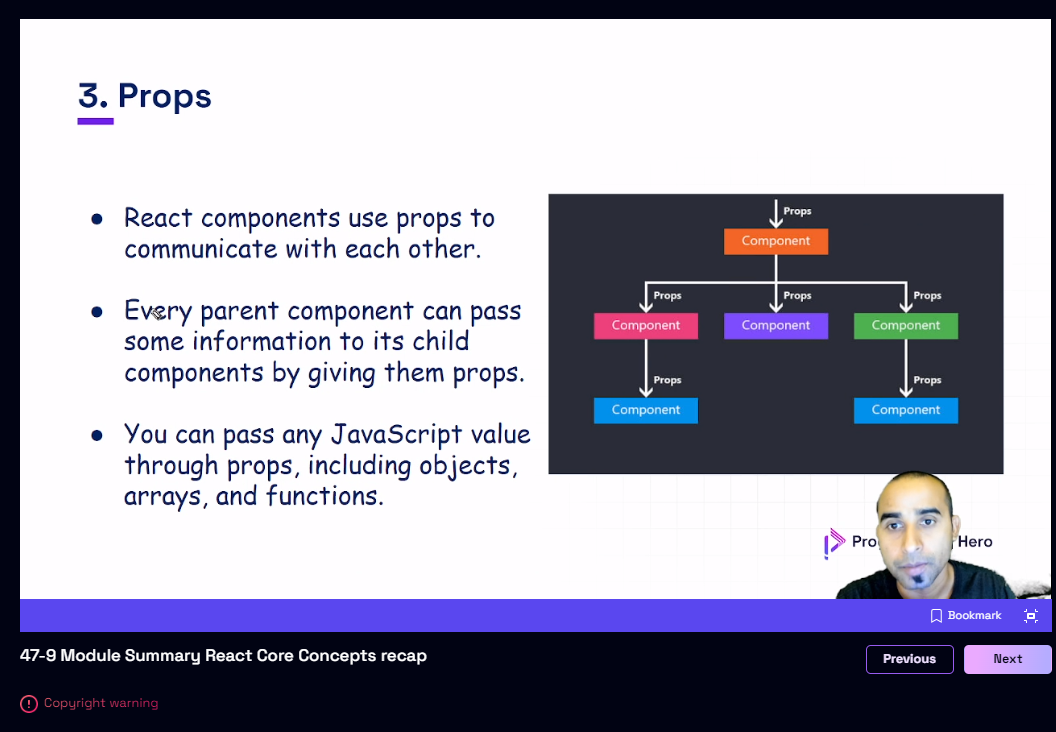 3. Props
● React components use props to
communicate with each other.
● Every parent component can pass
some information to its child
components by giving them props.
● You can pass any JavaScript value
through props, including objects,
arrays, and functions.
Props
Component
Props
Props
Props
Component
Component
Component
Props
Props
Component
Component
Hero
Bookmark
47-9 Module Summary React Core Concepts recap
Previous
Next
Copyright warning